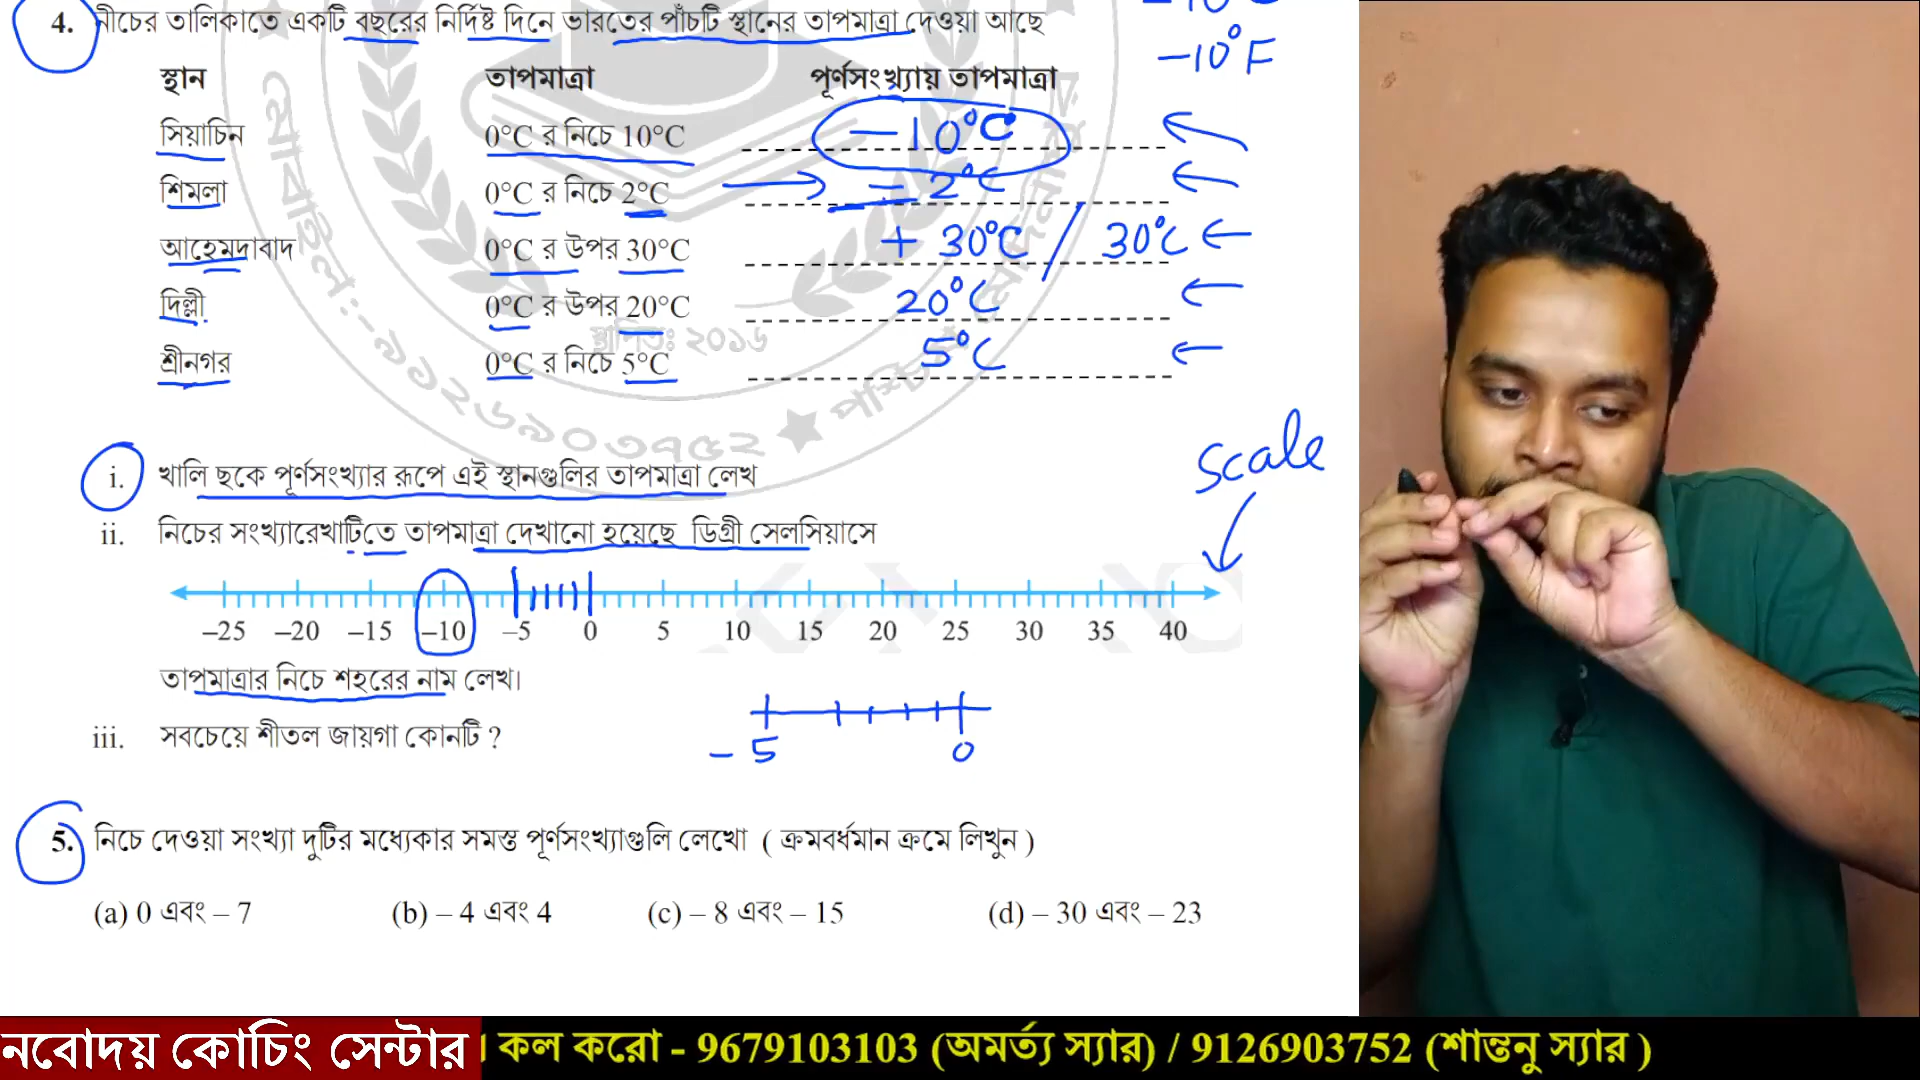 4. নীচের তালিকাতে একটি বছরের নির্দিষ্ট দিনে ভারতের পাঁচটি স্থানের তাপমাত্রা দেওয়া আছে
–10°F
স্থান তাপমাত্রা পূর্ণসংখ্যায় তাপমাত্রা
সিয়াচিন 0°C র নিচে 10°C –10°C
শিমলা 0°C র নিচে 2°C – 2°C
আহেমদাবাদ 0°C র উপর 30°C + 30°C / 30°C
দিল্লী 0°C র উপর 20°C 20°C
স্থাপিতঃ ২০১৬
শ্রীনগর 0°C র নিচে 5°C 5°C
মোবাইল:-৯১২৬৯০৩৭৫২
Scale
i. খালি ছকে পূর্ণসংখ্যার রূপে এই স্থানগুলির তাপমাত্রা লেখ
ii. নিচের সংখ্যারেখাটিতে তাপমাত্রা দেখানো হয়েছে ডিগ্রী সেলসিয়াসে
–25 –20 –15 –10 –5 0 5 10 15 20 25 30 35 40
তাপমাত্রার নিচে শহরের নাম লেখ।
iii. সবচেয়ে শীতল জায়গা কোনটি ?
– 5 0
5. নিচে দেওয়া সংখ্যা দুটির মধ্যেকার সমস্ত পূর্ণসংখ্যাগুলি লেখো ( ক্রমবর্ধমান ক্রমে লিখুন )
(a) 0 এবং – 7 (b) – 4 এবং 4 (c) – 8 এবং – 15 (d) – 30 এবং – 23
নবোদয় কোচিং সেন্টার । কল করো - 9679103103 (অমর্ত্য স্যার) / 9126903752 (শান্তনু স্যার )